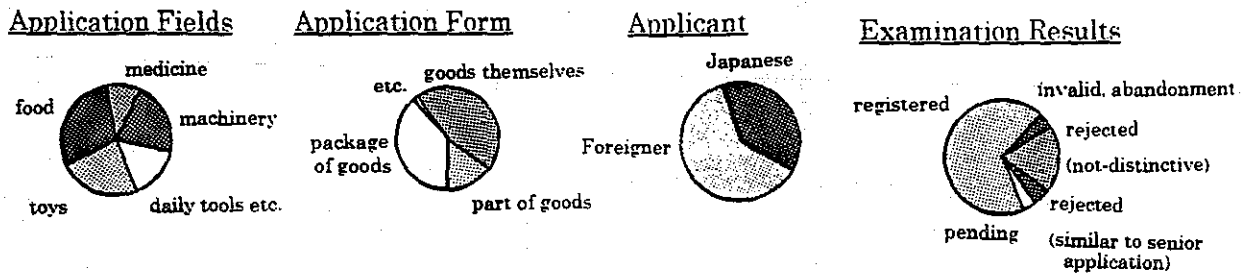 Application Fields
medicine
food
machinery
toys
daily tools etc.
Application Form
goods themselves
etc.
package
of goods
part of goods
Applicant
Japanese
Foreigner
Examination Results
invalid, abandonment
registered
rejected
(not-distinctive)
rejected
pending
(similar to senior
application)